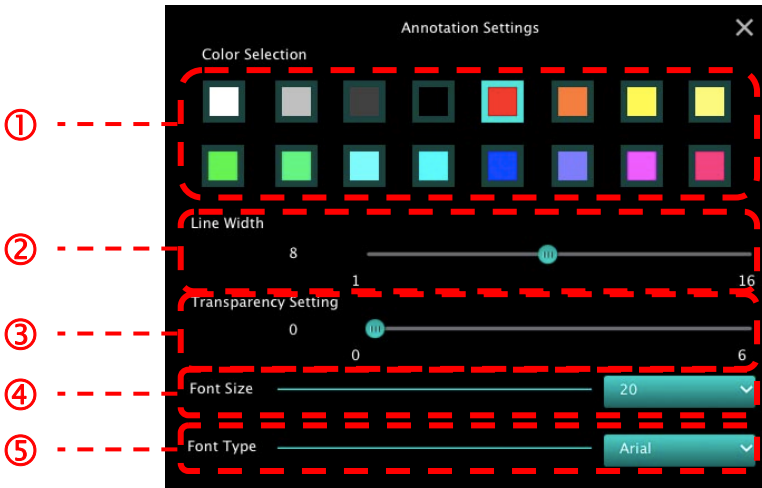 Annotation Settings
Color Selection
①
②
Line Width
8
1
16
Transparency Setting
③
0
0
6
④
Font Size
20
⑤
Font Type
Arial